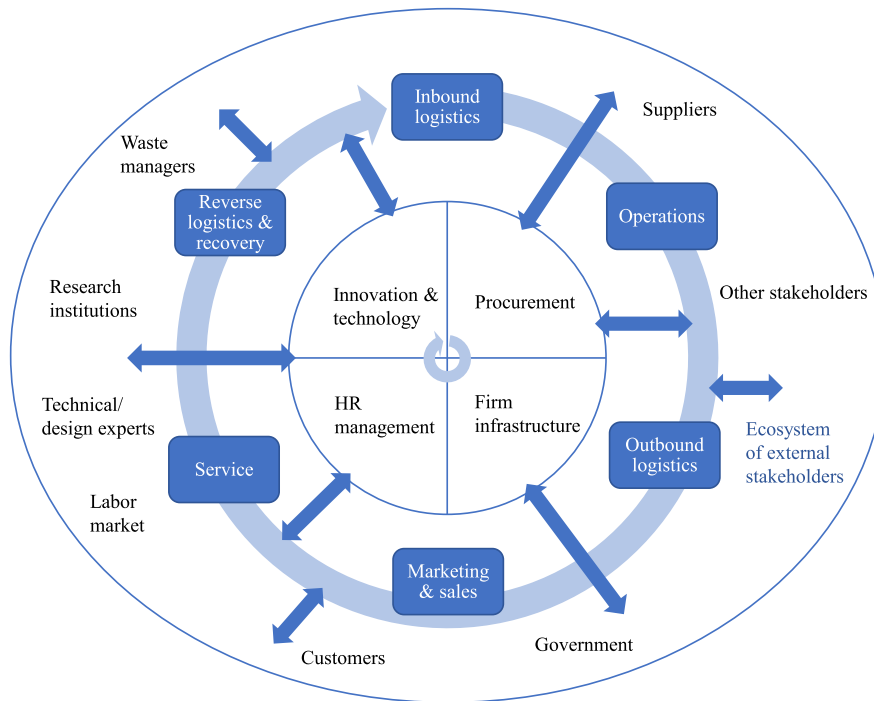 Inbound
logistics
Suppliers
Waste
managers
Reverse
logistics &
recovery
Operations
Research
institutions
Innovation &
technology
Procurement
Other stakeholders
HR
management
Firm
infrastructure
Technical/
design experts
Service
Outbound
logistics
Ecosystem
of external
stakeholders
Labor
market
Marketing
& sales
Customers
Government